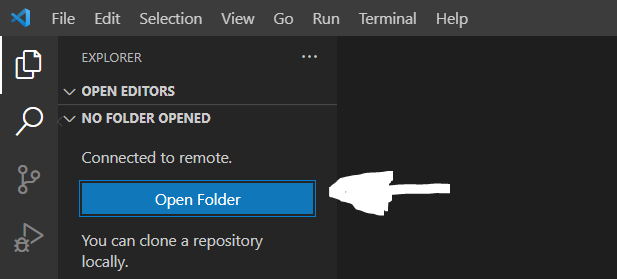 File Edit Selection View Go Run Terminal Help
EXPLORER
OPEN EDITORS
NO FOLDER OPENED
Connected to remote.
Open Folder
You can clone a repository
locally.